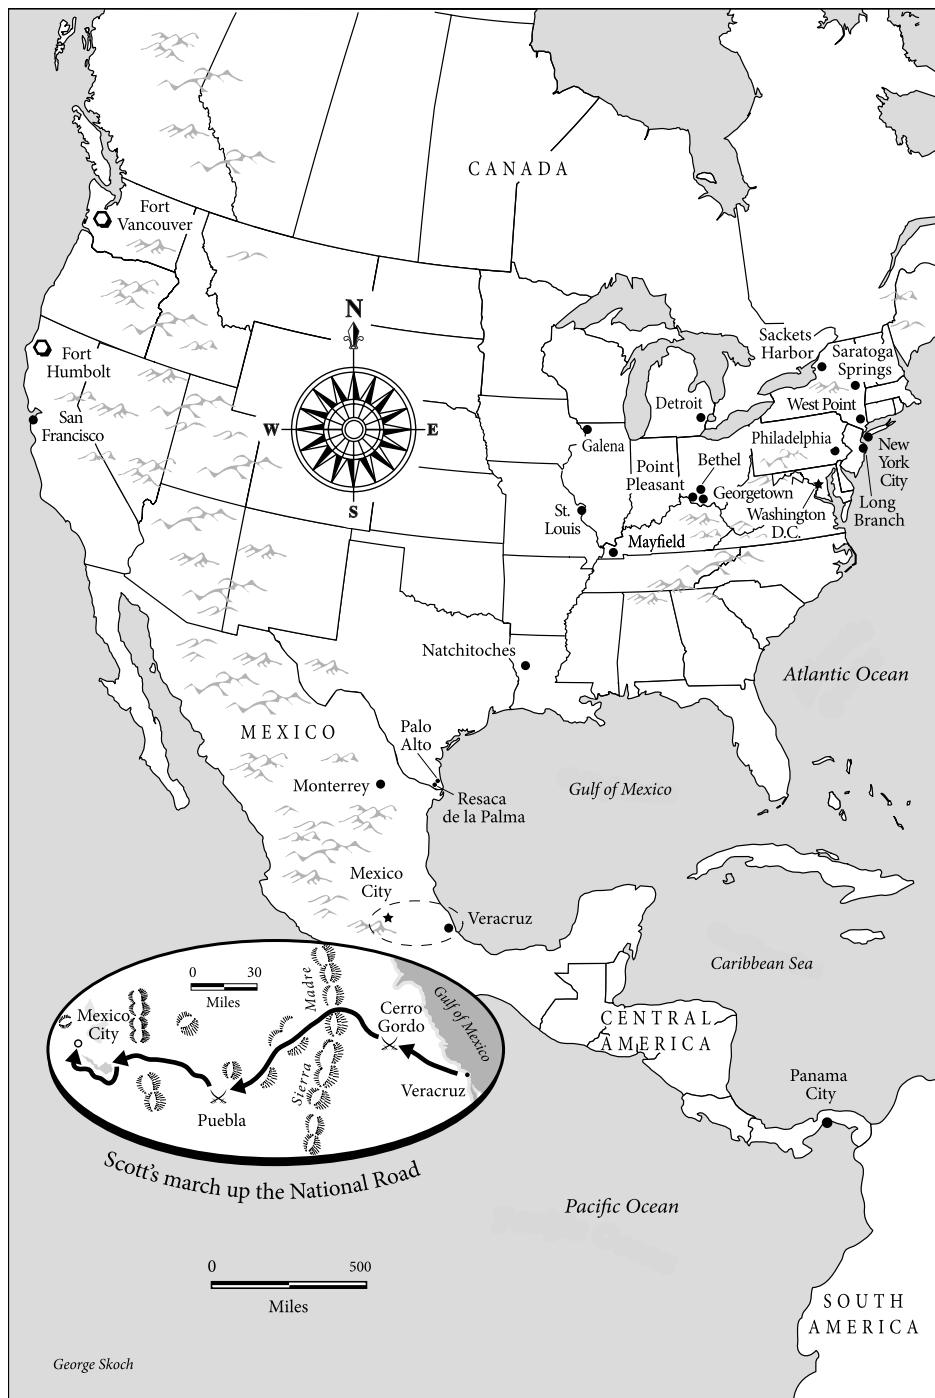 CANADA
Fort
Vancouver
N
W
E
S
Fort
Humbolt
San
Francisco
Sackets
Harbor
Saratoga
Springs
West Point
Detroit
Galena
Philadelphia
New
York
City
Point
Pleasant
Bethel
Georgetown
Washington
D.C.
Long
Branch
St.
Louis
Mayfield
Natchitoches
Atlantic Ocean
MEXICO
Palo
Alto
Monterrey
Resaca
de la Palma
Gulf of Mexico
Mexico
City
Veracruz
Caribbean Sea
0 30
Miles
Madre
Sierra
Gulf of Mexico
Mexico
City
Cerro
Gordo
Veracruz
Puebla
Scott's march up the National Road
CENTRAL
AMERICA
Panama
City
Pacific Ocean
0 500
Miles
SOUTH
AMERICA
George Skoch